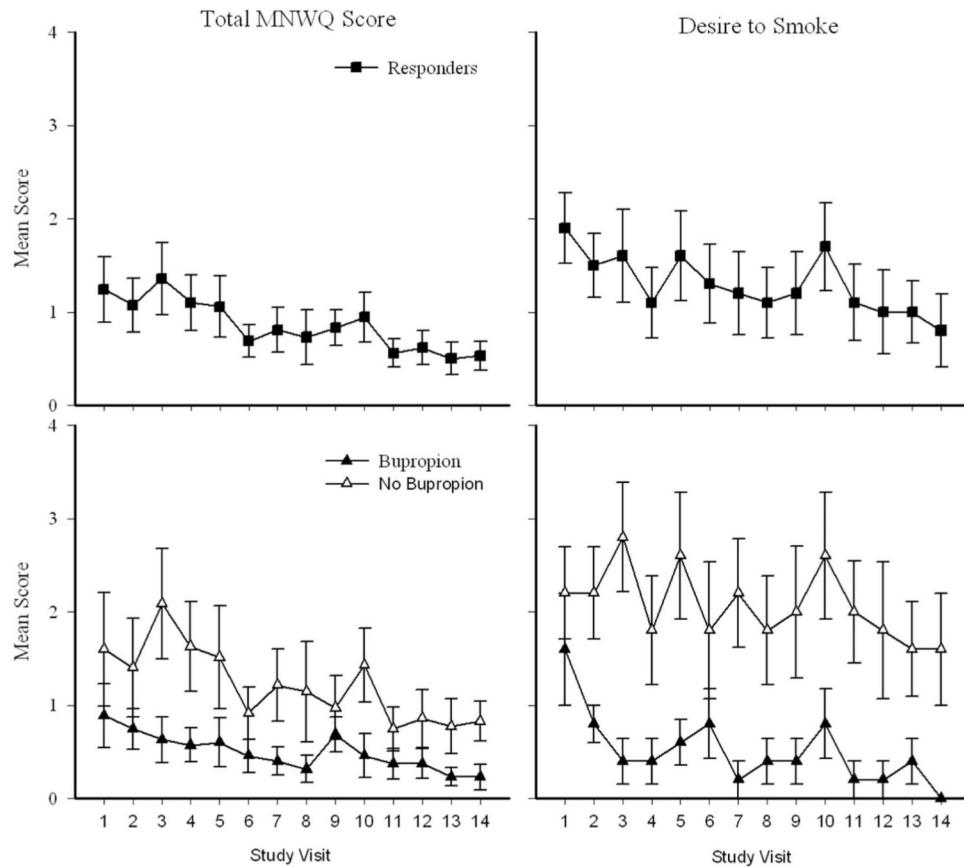 Total MNWQ Score
Desire to Smoke
4
3
2
1
0
Mean Score
Responders
4
3
2
1
0
Mean Score
Bupropion
No Bupropion
1 2 3 4 5 6 7 8 9 10 11 12 13 14
1 2 3 4 5 6 7 8 9 10 11 12 13 14
Study Visit
Study Visit